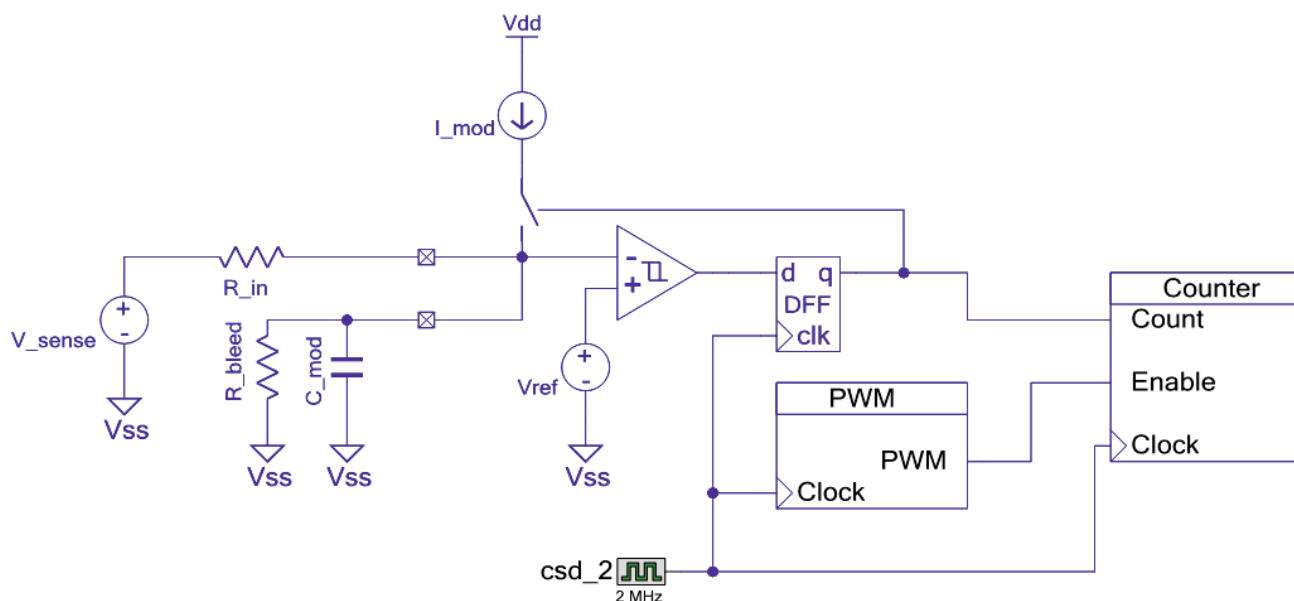 Vdd
I_mod
R_in
V_sense
Vss
R_bleed
C_mod
Vss
Vss
-
+
Vref
Vss
d
q
DFF
clk
PWM
PWM
Clock
Counter
Count
Enable
Clock
csd_2
2 MHz
+
-
+
-